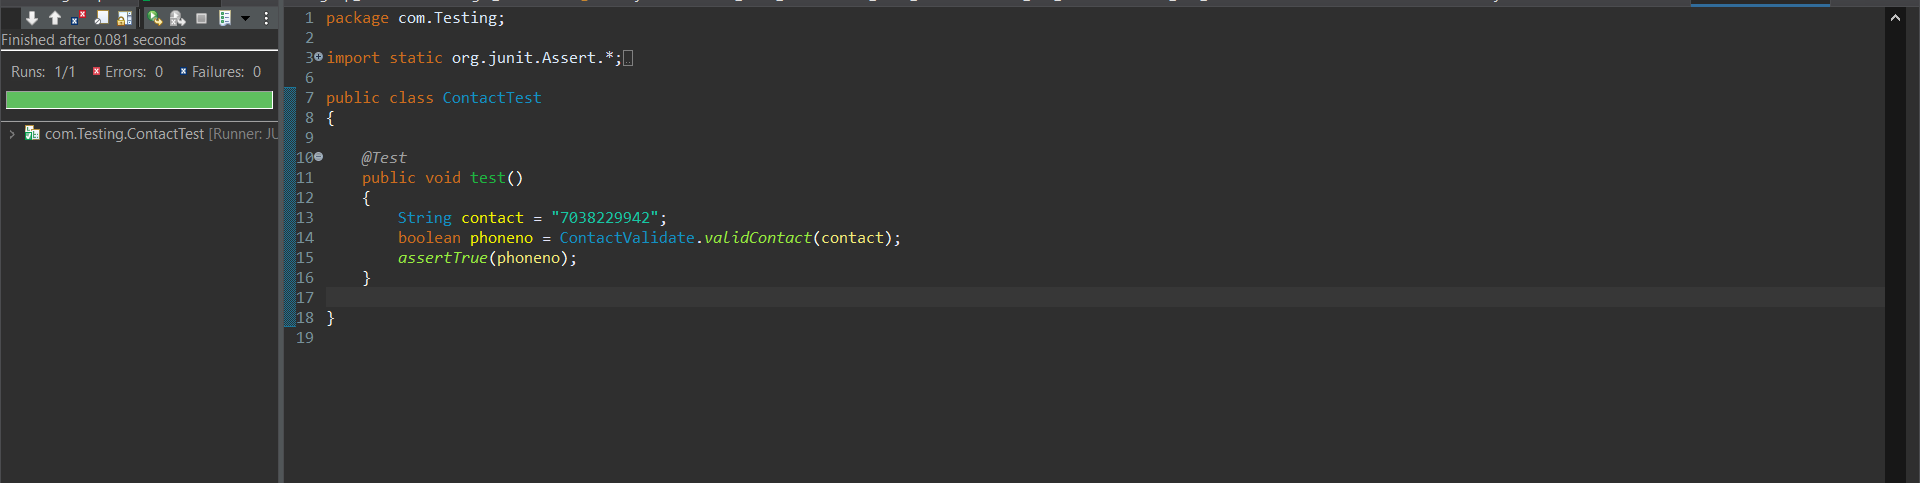 Finished after 0.081 seconds
Runs: 1/1 Errors: 0 Failures: 0
com.Testing.ContactTest [Runner: JU
1 package com.Testing;
2
3 import static org.junit.Assert.*;
6
7 public class ContactTest
8 {
9
10 @Test
11 public void test()
12 {
13 String contact = "7038229942";
14 boolean phoneno = ContactValidate.validContact(contact);
15 assertTrue(phoneno);
16 }
17
18 }
19